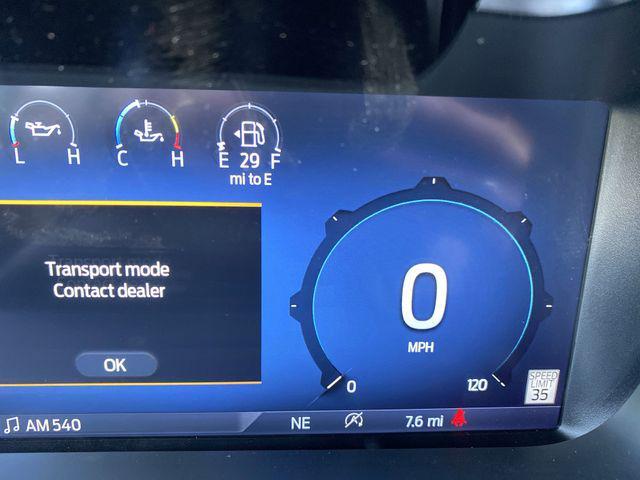 L H C H E 29 F
mi to E
Transport mode
Contact dealer
OK
0
MPH
0 120
SPEED
LIMIT
35
AM 540 NE 7.6 mi